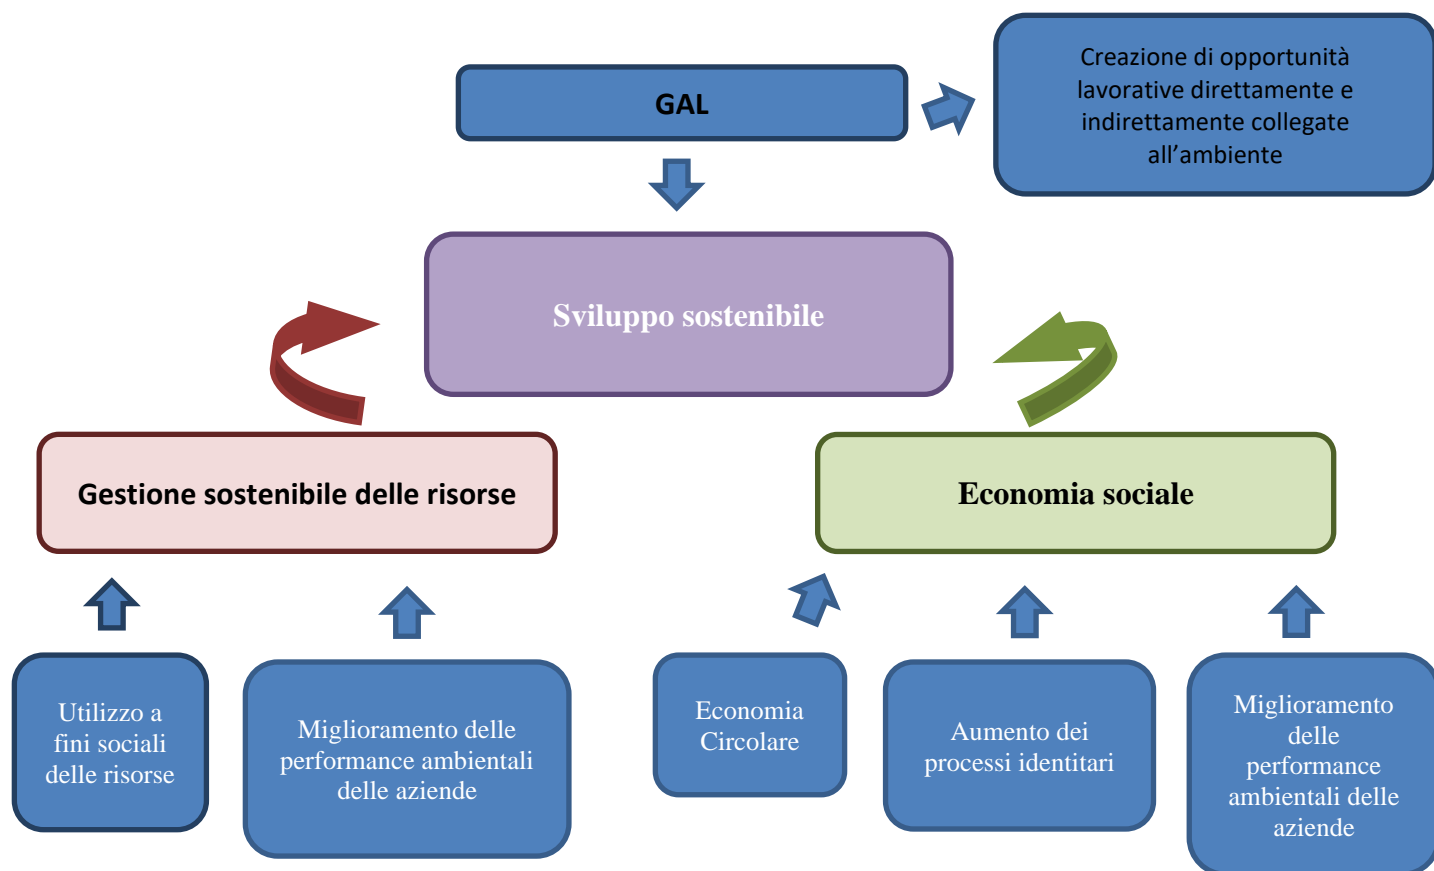 GAL
Creazione di opportunità
lavorative direttamente e
indirettamente collegate
all’ambiente
Sviluppo sostenibile
Gestione sostenibile delle risorse
Economia sociale
Utilizzo a
fini sociali
delle risorse
Miglioramento delle
performance ambientali
delle aziende
Economia
Circolare
Aumento dei
processi identitari
Miglioramento
delle
performance
ambientali delle
aziende